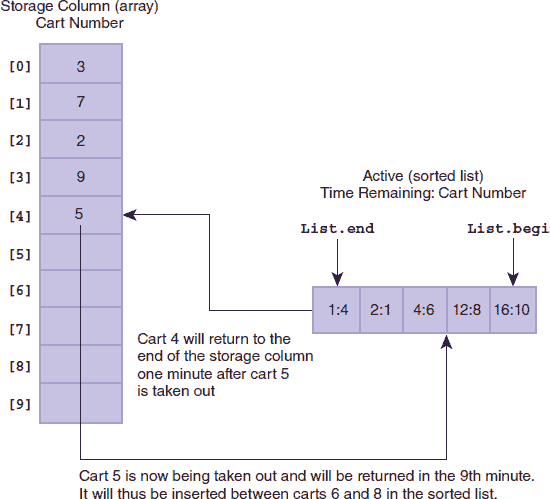 Storage Column (array)
Cart Number
[0] 3
[1] 7
[2] 2
[3] 9
[4] 5
[5]
[6]
[7]
[8]
[9]
Active (sorted list)
Time Remaining: Cart Number
List.end List.begi
1:4 2:1 4:6 12:8 16:10
Cart 4 will return to the
end of the storage column
one minute after cart 5
is taken out
Cart 5 is now being taken out and will be returned in the 9th minute.
It will thus be inserted between carts 6 and 8 in the sorted list.